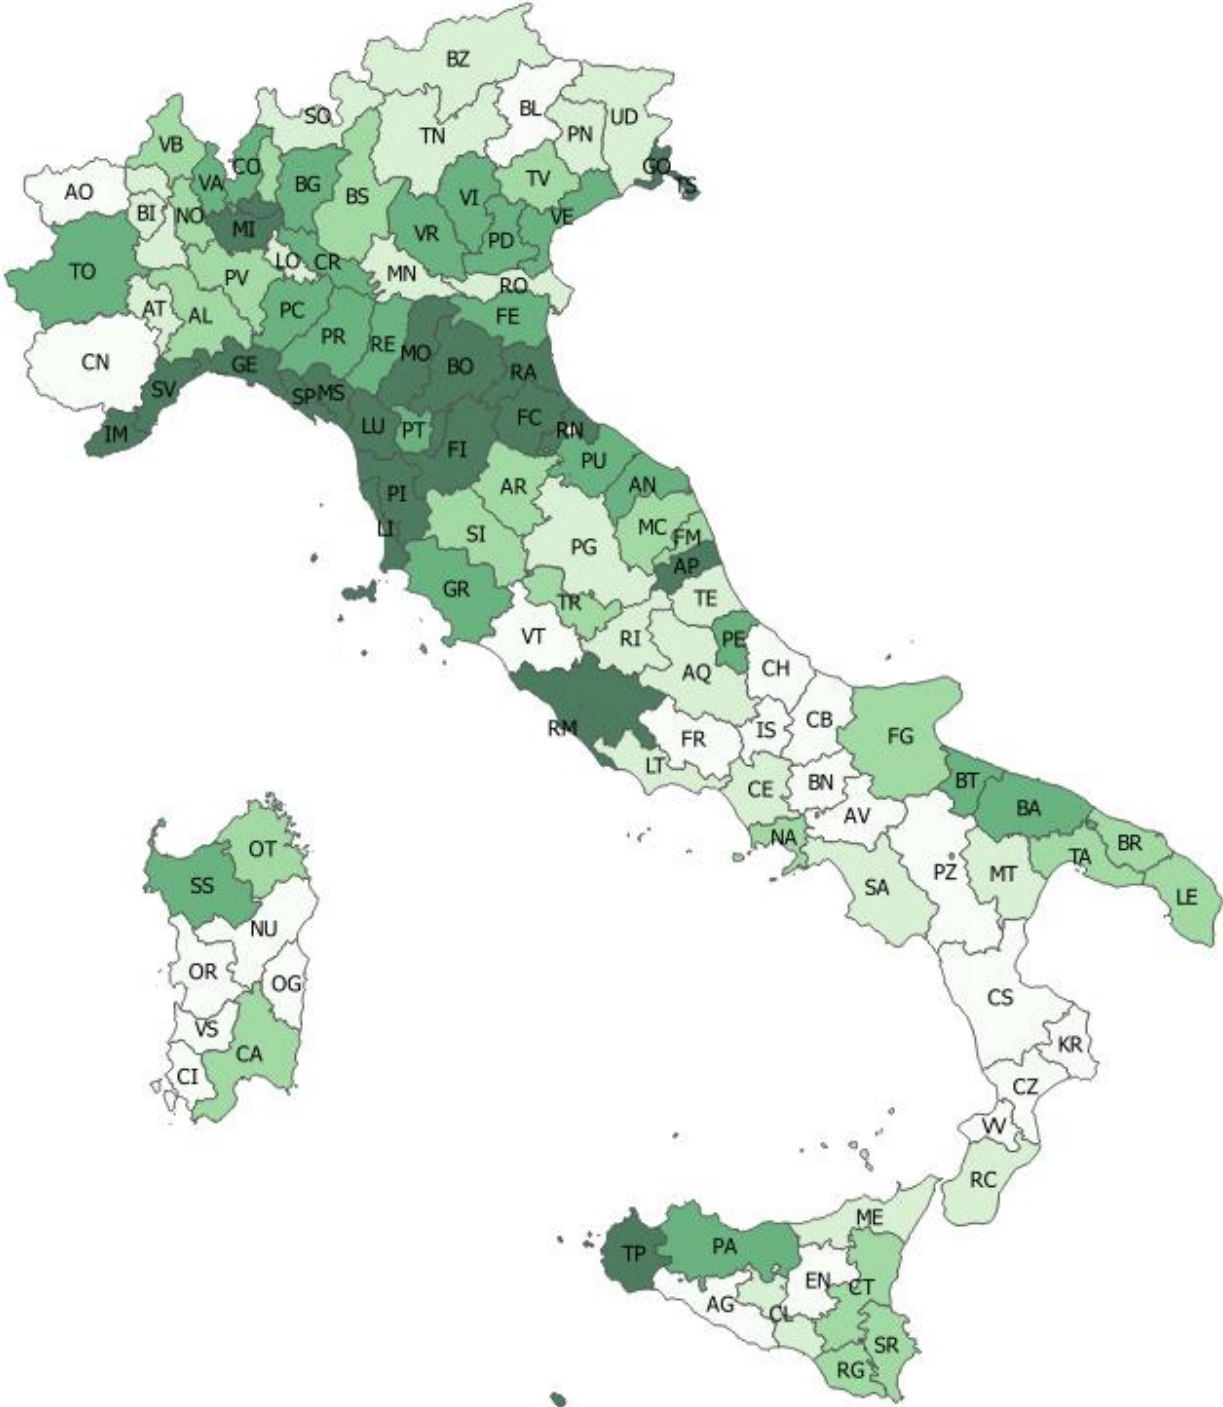 BZ
BL
UD
SO
TN
PN
VB
GO
CO
TS
AO
VA
BG
BS
TV
BI
NO
VI
VE
MI
VR
PD
TO
LO
CR
MN
PV
RO
AT
AL
PC
FE
PR
RE
MO
CN
GE
BO
RA
SV
SP
MS
FC
IM
LU
PT
RN
FI
PU
PI
AR
AN
LI
SI
MC
FM
PG
AP
GR
TR
TE
VT
RI
PE
AQ
CH
RM
FR
IS
CB
FG
LT
CE
BN
BT
AV
BA
NA
OT
BR
TA
SS
PZ
MT
SA
LE
NU
OR
OG
CS
VS
CA
KR
CI
CZ
VV
RC
ME
TP
PA
EN
CT
AG
CL
SR
RG